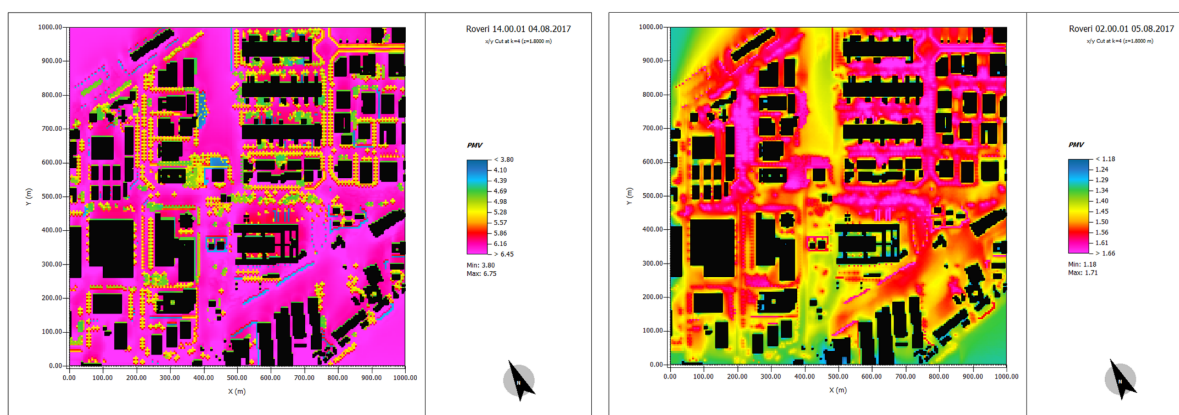 Roveri 14.00.01 04.08.2017
x/y Cut at k=4 (z=1.8000 m)
1000.00
900.00
800.00
700.00
600.00
500.00
400.00
300.00
200.00
100.00
0.00
Y (m)
0.00 100.00 200.00 300.00 400.00 500.00 600.00 700.00 800.00 900.00 1000.00
X (m)
PMV
< 3.80
4.10
4.39
4.69
4.98
5.28
5.57
5.86
6.16
> 6.45
Min: 3.80
Max: 6.75
N
Roveri 02.00.01 05.08.2017
x/y Cut at k=4 (z=1.8000 m)
1000.00
900.00
800.00
700.00
600.00
500.00
400.00
300.00
200.00
100.00
0.00
Y (m)
0.00 100.00 200.00 300.00 400.00 500.00 600.00 700.00 800.00 900.00 1000.00
X (m)
PMV
< 1.18
1.24
1.29
1.34
1.40
1.45
1.50
1.56
1.61
> 1.66
Min: 1.18
Max: 1.71
N